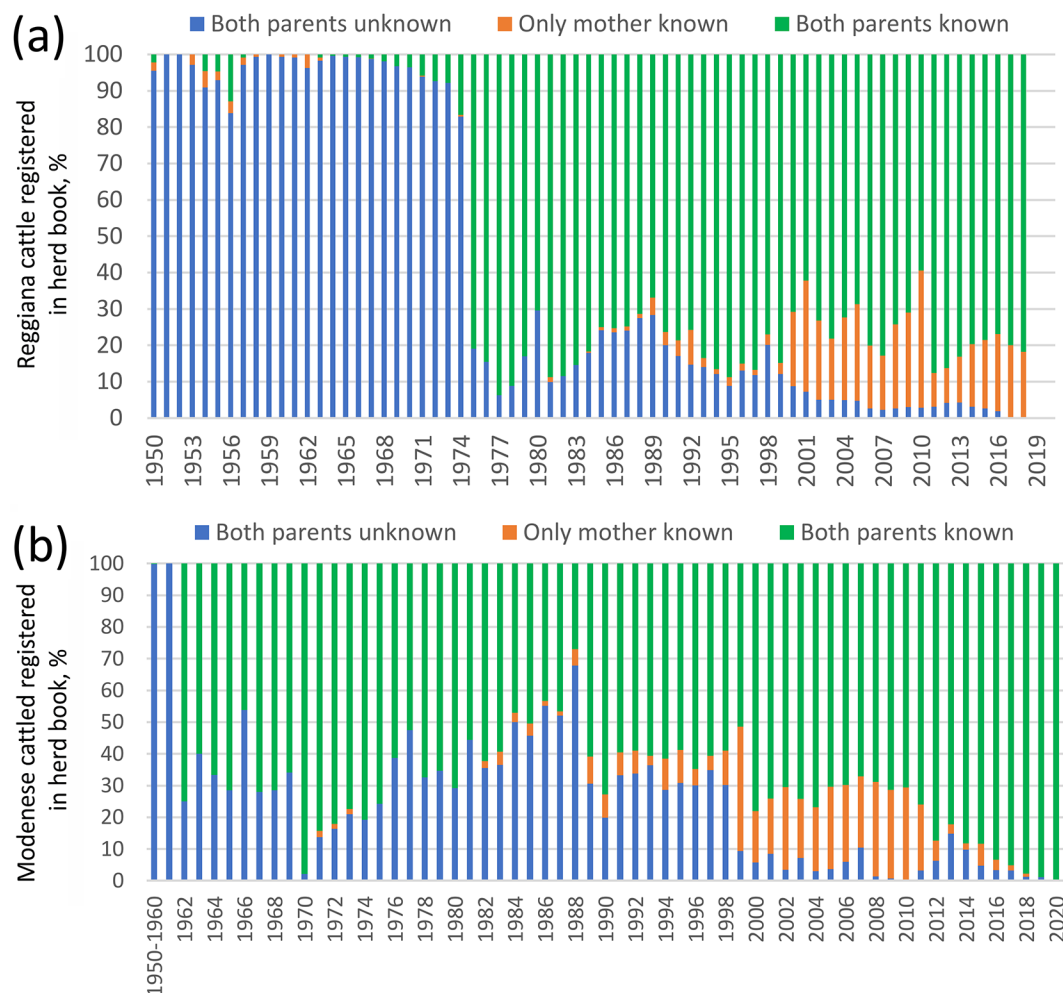 (a)
Both parents unknown Only mother known Both parents known
Reggiana cattle registered
in herd book, %
100
90
80
70
60
50
40
30
20
10
0
1950 1953 1956 1959 1962 1965 1968 1971 1974 1977 1980 1983 1986 1989 1992 1995 1998 2001 2004 2007 2010 2013 2016 2019
(b)
Both parents unknown Only mother known Both parents known
Modenese cattled registered
in herd book, %
100
90
80
70
60
50
40
30
20
10
0
1950-1960 1962 1964 1966 1968 1970 1972 1974 1976 1978 1980 1982 1984 1986 1988 1990 1992 1994 1996 1998 2000 2002 2004 2006 2008 2010 2012 2014 2016 2018 2020